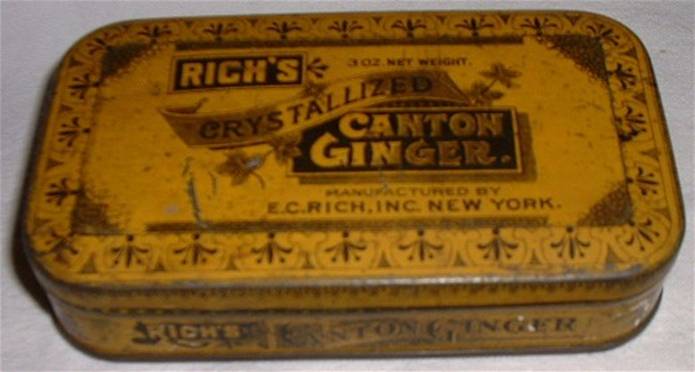 RICH'S
3 OZ. NET WEIGHT.
CRYSTALLIZED
CANTON
GINGER.
MANUFACTURED BY
E.C.RICH, INC. NEW YORK.
RICH'S CANTON GINGER